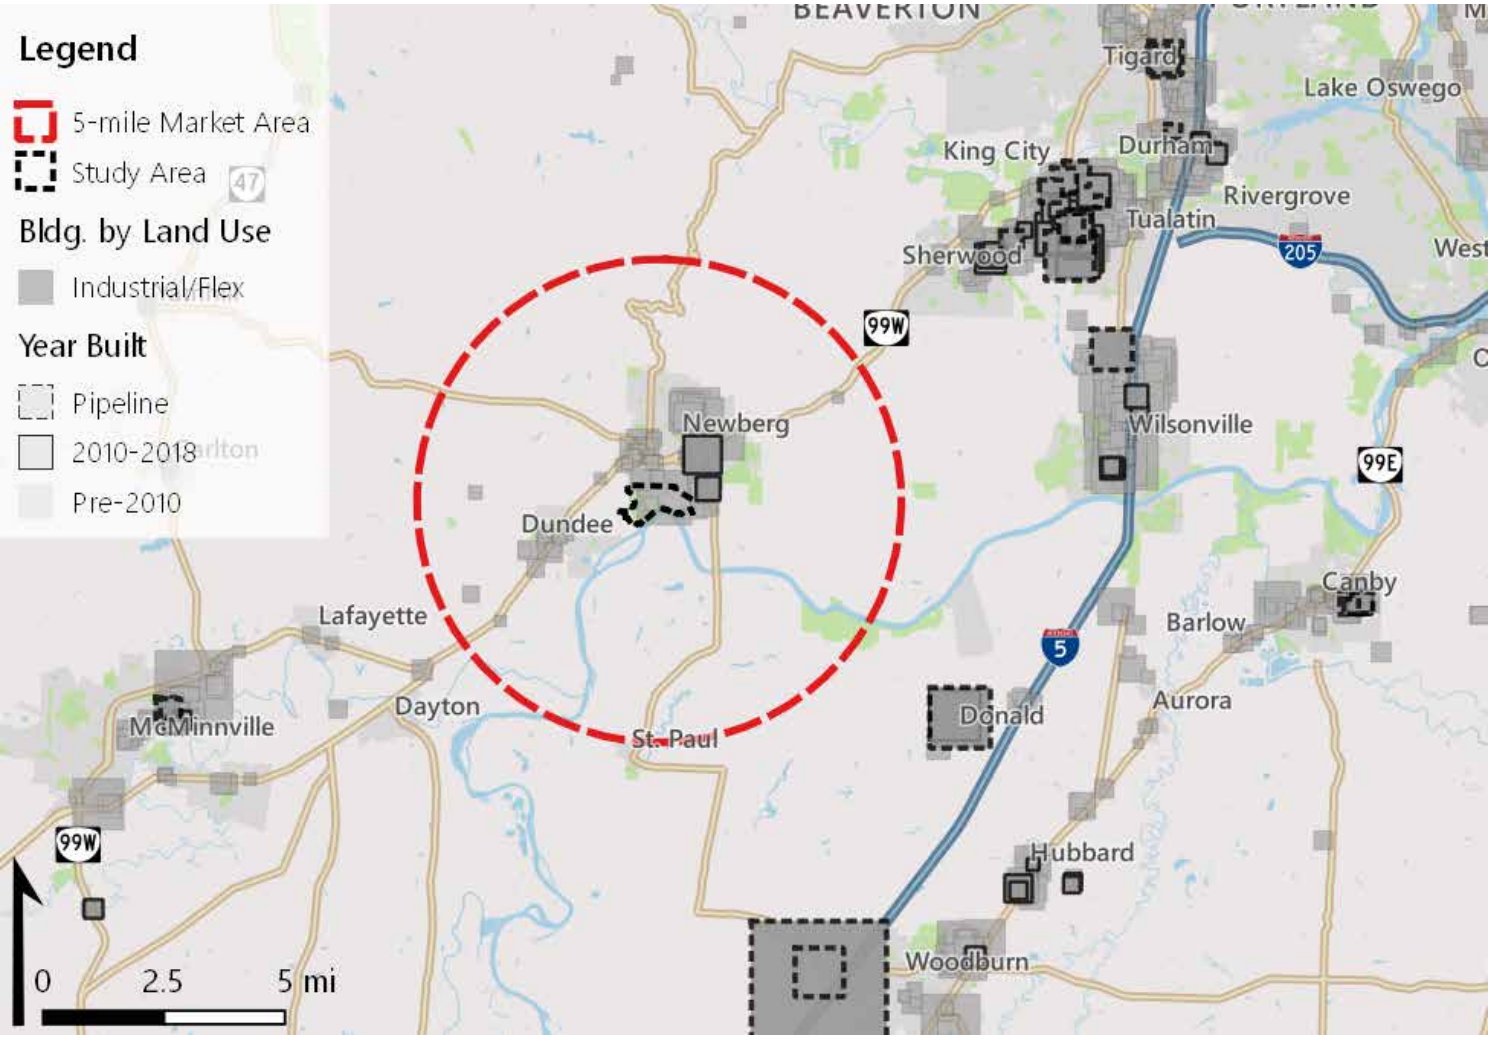 BEAVERTON
PORTLAND
Legend
5-mile Market Area
Study Area
47
Bldg. by Land Use
Industrial/Flex
Year Built
Pipeline
2010-2018
Pre-2010
Tigard
Lake Oswego
King City
Durham
Rivergrove
Tualatin
Sherwood
205
West
99W
Newberg
Wilsonville
99E
Dundee
Canby
Lafayette
Barlow
5
Dayton
Aurora
Donald
McMinnville
St. Paul
99W
Hubbard
Woodburn
0 2.5 5 mi